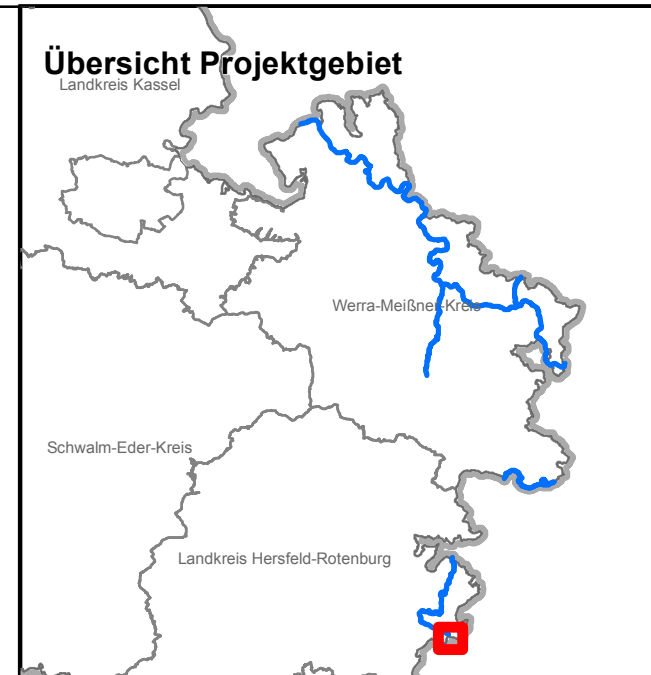 Übersicht Projektgebiet
Landkreis Kassel
Werra-Meißner-Kreis
Schwalm-Eder-Kreis
Landkreis Hersfeld-Rotenburg